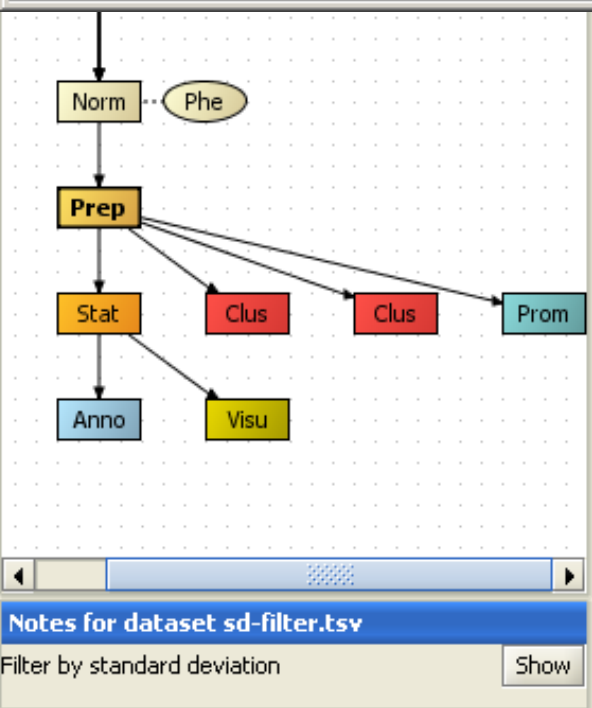 Norm
Phe
Prep
Stat
Clus
Clus
Prom
Anno
Visu
Notes for dataset sd-filter.tsv
Filter by standard deviation
Show